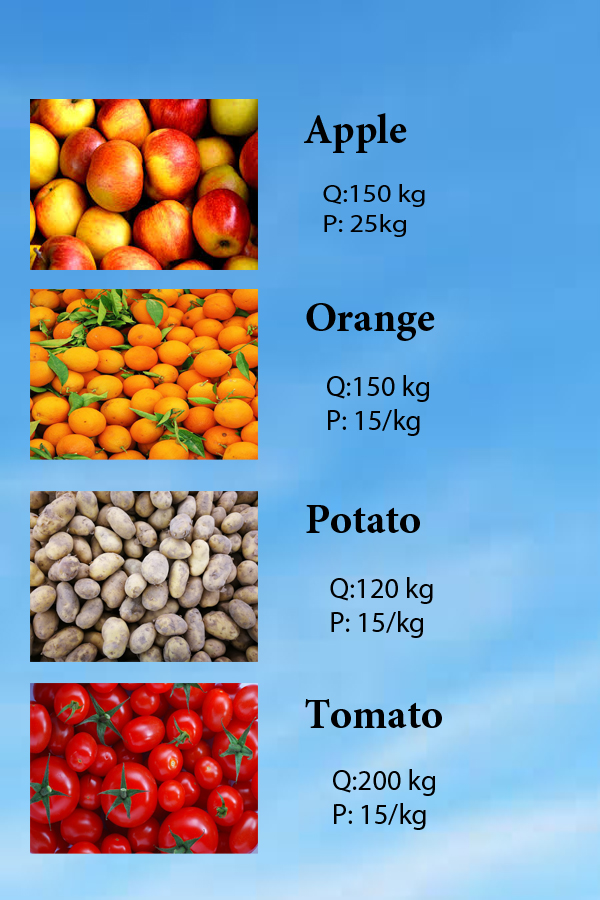 Apple
Q:150 kg
P: 25kg
Orange
Q:150 kg
P: 15/kg
Potato
Q:120 kg
P: 15/kg
Tomato
Q:200 kg
P: 15/kg